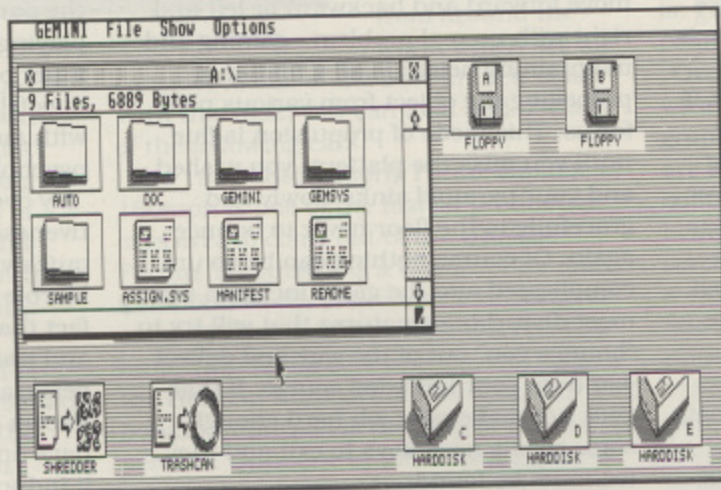 GEMINI File Show Options
A:\
9 Files, 6889 Bytes
A
B
FLOPPY
FLOPPY
AUTO
DOC
GEMINI
GEMSYS
SAMPLE
ASSIGN.SYS
MANIFEST
README
SHREDDER
TRASHCAN
C
D
E
HARDDISK
HARDDISK
HARDDISK